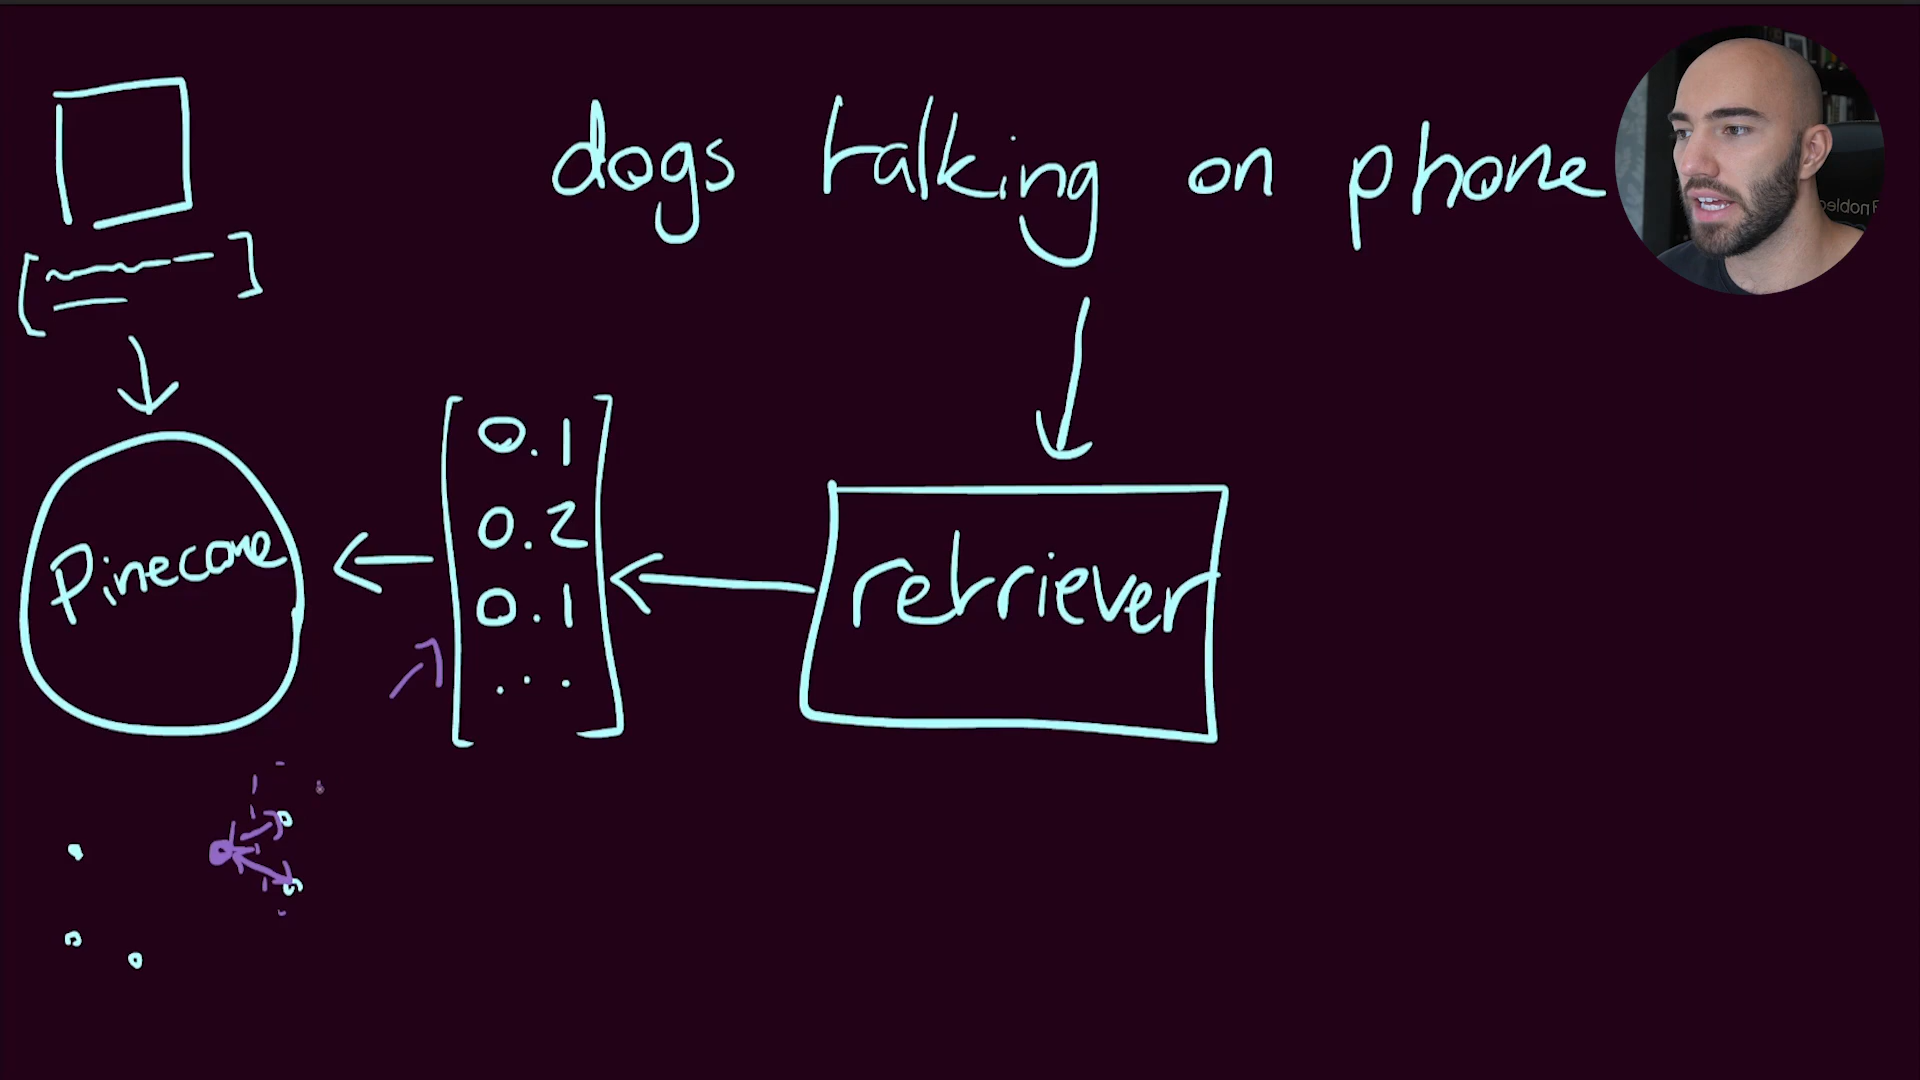 dogs talking on phone
Pinecone
0.1
0.2
0.1
...
retriever